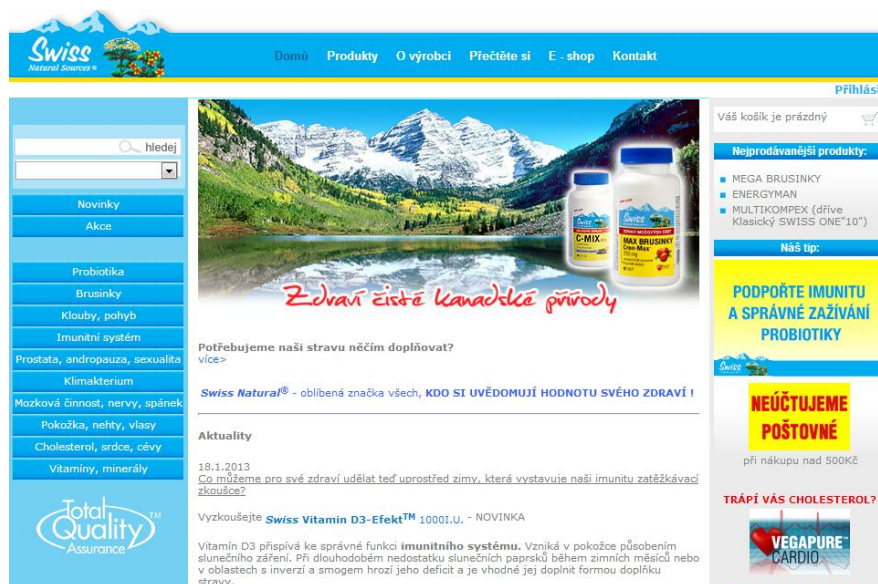 Swiss
Natural Sources®
Domů Produkty O výrobci Přečtěte si E - shop Kontakt
Přihlási
hledej
Novinky
Akce
Probiotika
Brusinky
Klouby, pohyb
Imunitní systém
Prostata, andropauza, sexualita
Klimakterium
Mozková činnost, nervy, spánek
Pokožka, nehty, vlasy
Cholesterol, srdce, cévy
Vitamíny, minerály
Total
Quality™
Assurance
Swiss
C-MIX
Swiss
ZDRAVÍ MOČOVÝCH CEST
MAX BRUSINKY
Cran-Max
Zdraví čisté kanadské přírody
Potřebujeme naši stravu něčím doplňovat?
více>
Swiss Natural® - oblíbená značka všech, KDO SI UVĚDOMUJÍ HODNOTU SVÉHO ZDRAVÍ !
Aktuality
18.1.2013
Co můžeme pro své zdraví udělat teď uprostřed zimy, která vystavuje naši imunitu zatěžkávací
zkoušce?
Vyzkoušejte Swiss Vitamin D3-Efekt™ 1000I.U. - NOVINKA
Vitamín D3 přispívá ke správné funkci imunitního systému. Vzniká v pokožce působením
slunečního záření. Při dlouhodobém nedostatku slunečních paprsků během zimních měsíců nebo
v oblastech s inverzí a smogem hrozí jeho deficit a je vhodné jej doplnit formou doplňku
stravy.
Váš košík je prázdný
Nejprodávanější produkty:
MEGA BRUSINKY
ENERGYMAN
MULTIKOMPEX (dříve
Klasický SWISS ONE"10")
Náš tip:
PODPOŘTE IMUNITU
A SPRÁVNÉ ZAŽÍVÁNÍ
PROBIOTIKY
Swiss
NEÚČTUJEME
POŠTOVNÉ
při nákupu nad 500Kč
TRÁPÍ VÁS CHOLESTEROL?
VEGAPURE™
CARDIO